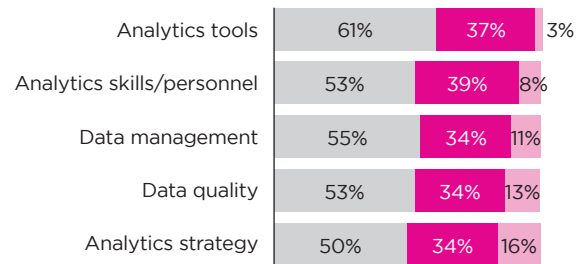 Analytics tools 61% 37% 3%
Analytics skills/personnel 53% 39% 8%
Data management 55% 34% 11%
Data quality 53% 34% 13%
Analytics strategy 50% 34% 16%